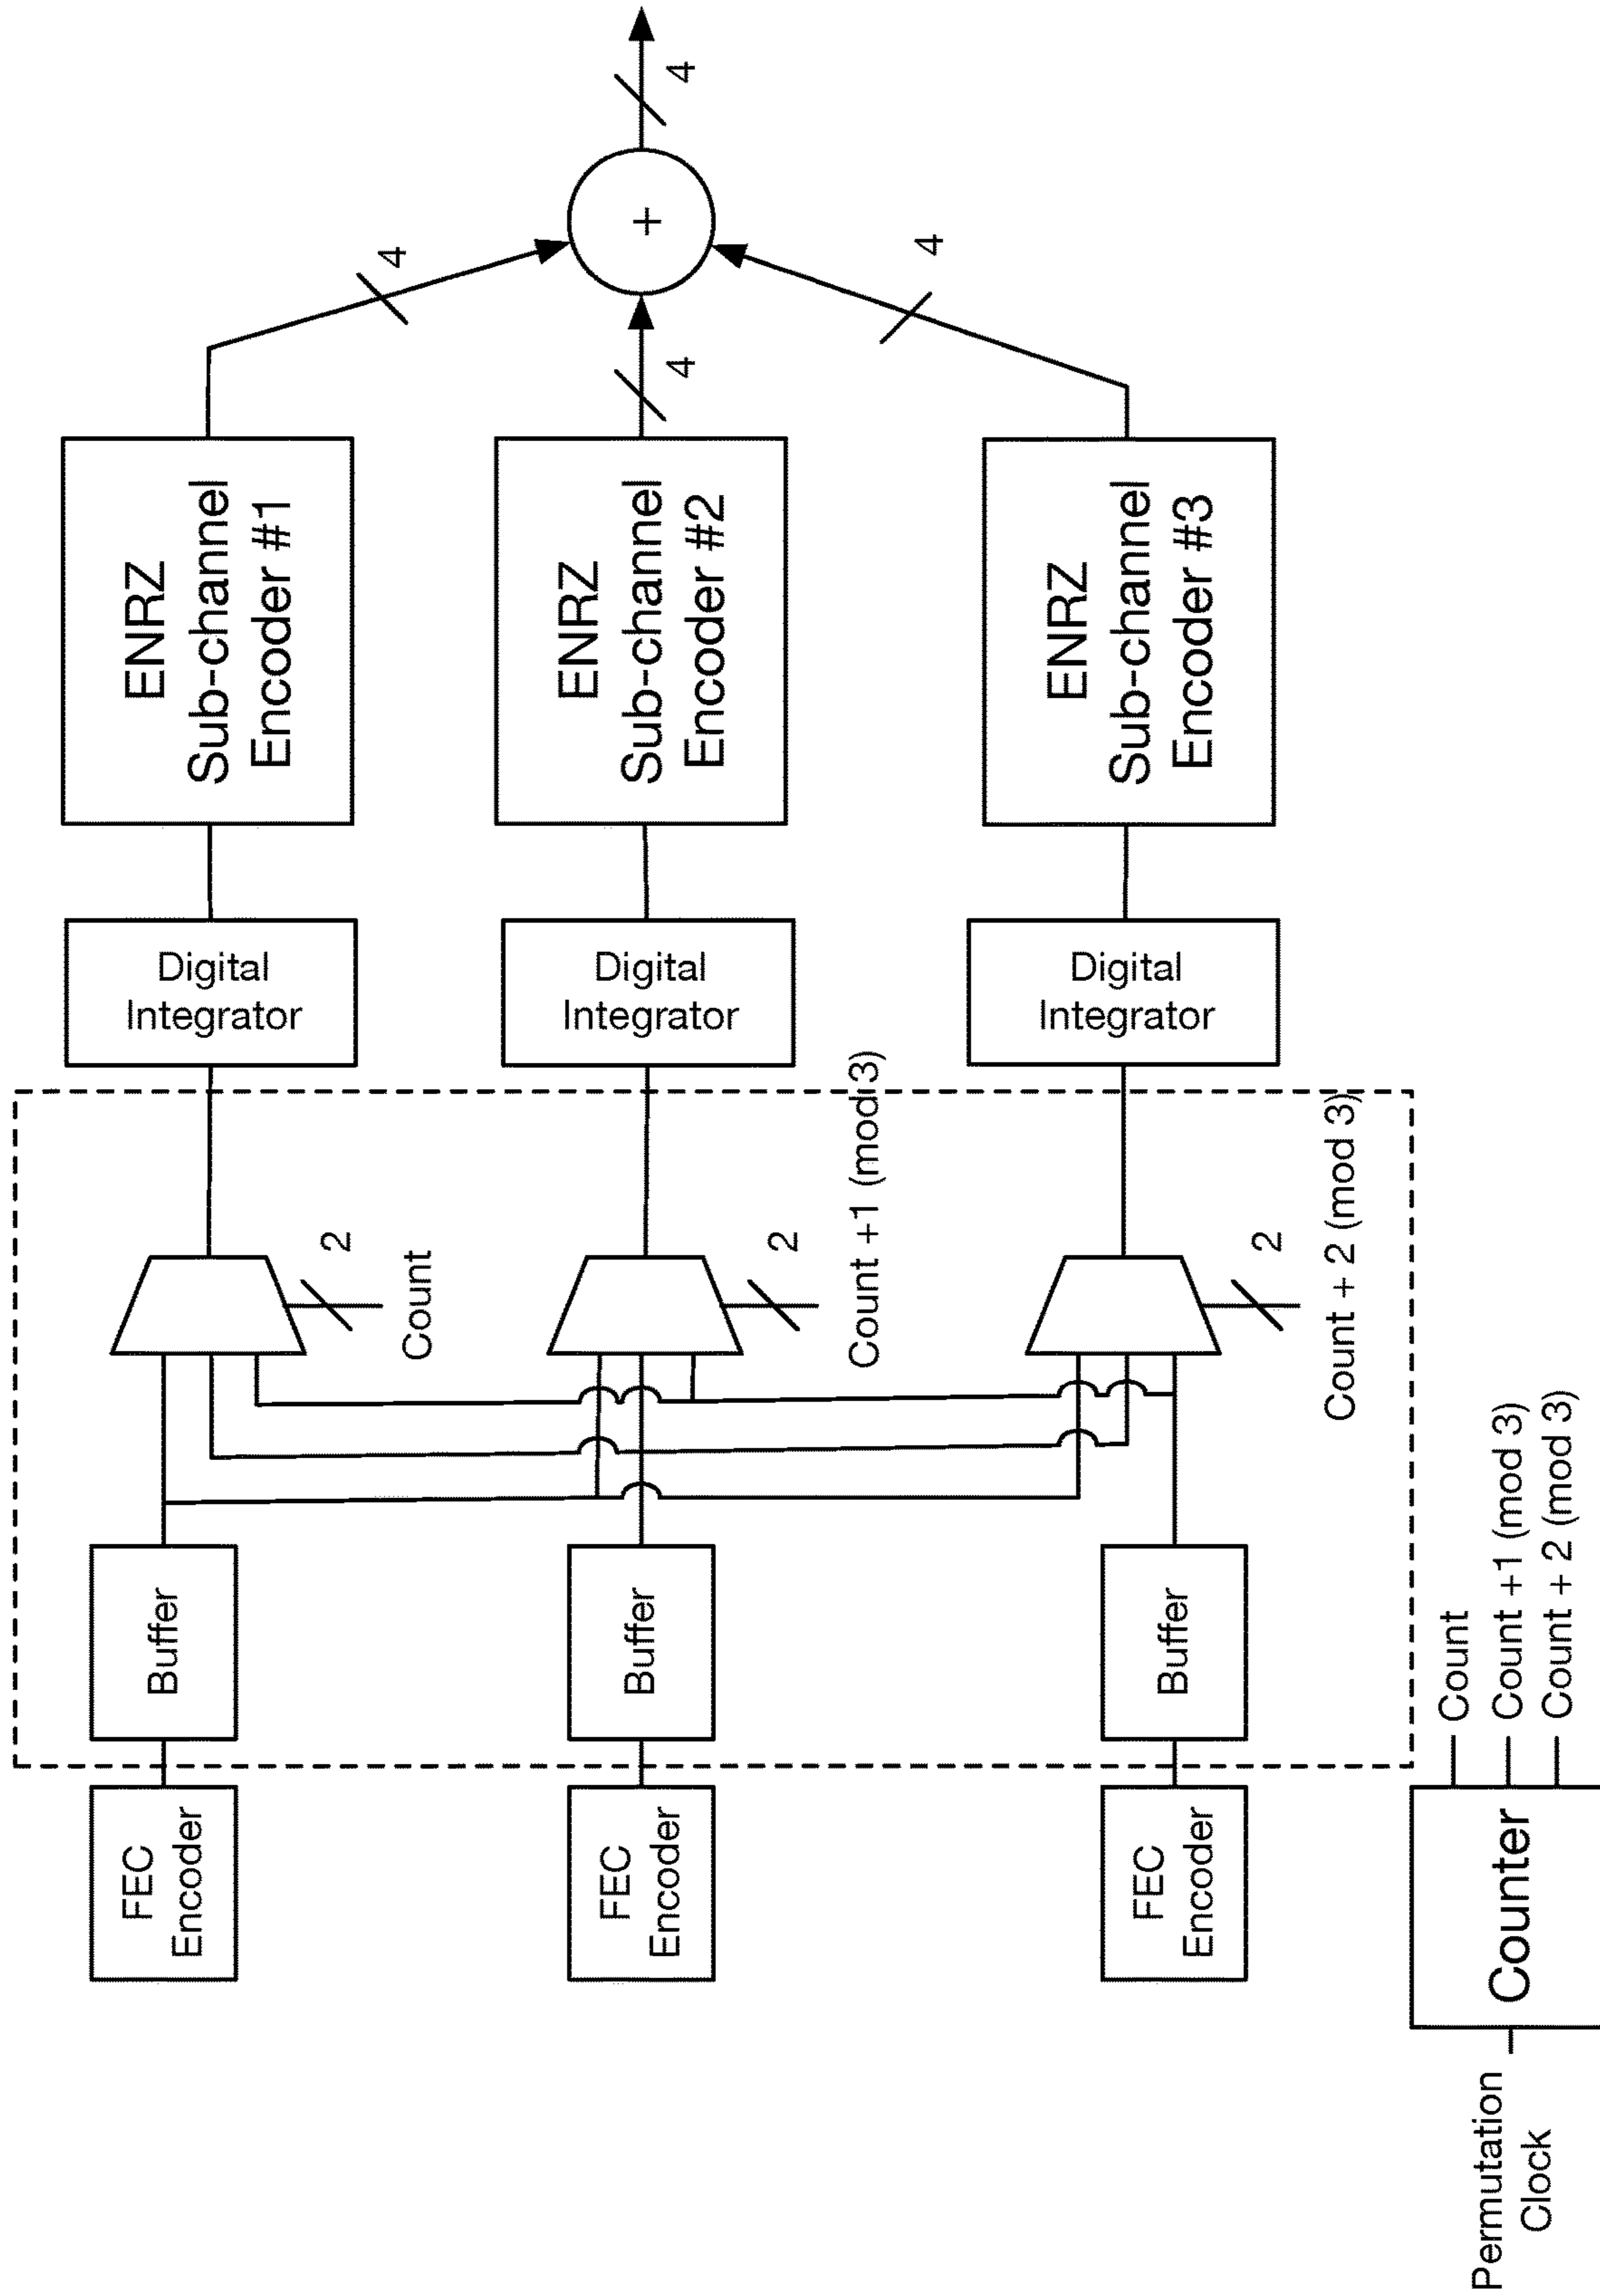 FEC
Encoder
Buffer
2
Count
Digital
Integrator
ENRZ
Sub-channel
Encoder #1
4
FEC
Encoder
Buffer
2
Count +1 (mod 3)
Digital
Integrator
ENRZ
Sub-channel
Encoder #2
4
+
4
FEC
Encoder
Buffer
2
Count + 2 (mod 3)
Digital
Integrator
ENRZ
Sub-channel
Encoder #3
4
Permutation
Clock
Counter
Count
Count +1 (mod 3)
Count + 2 (mod 3)